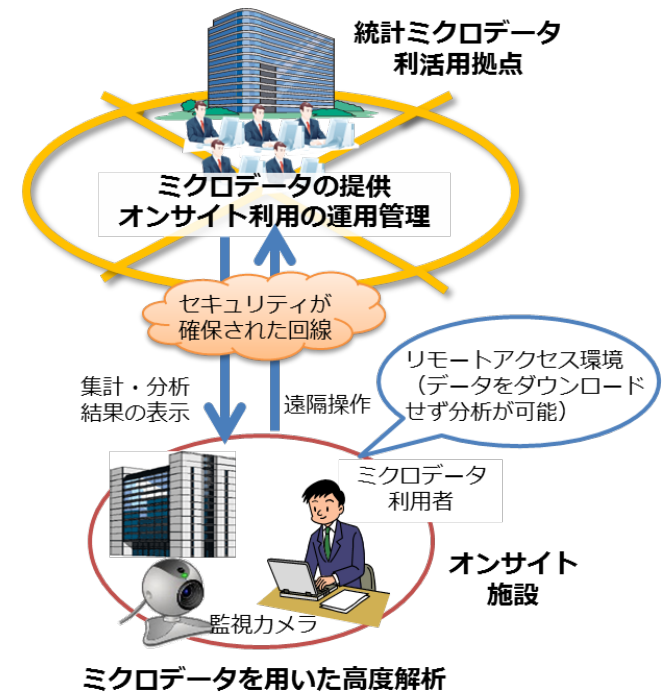 統計ミクロデータ
利活用拠点
ミクロデータの提供
オンサイト利用の運用管理
セキュリティが
確保された回線
集計・分析
結果の表示
遠隔操作
リモートアクセス環境
（データをダウンロード
せず分析が可能）
ミクロデータ
利用者
オンサイト
施設
監視カメラ
ミクロデータを用いた高度解析